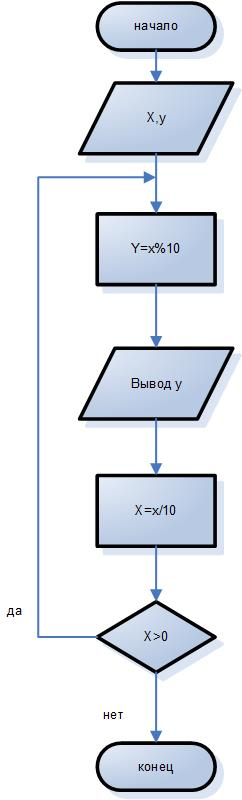 начало
X,y
Y=x%10
Вывод y
X=x/10
X>0
да
нет
конец